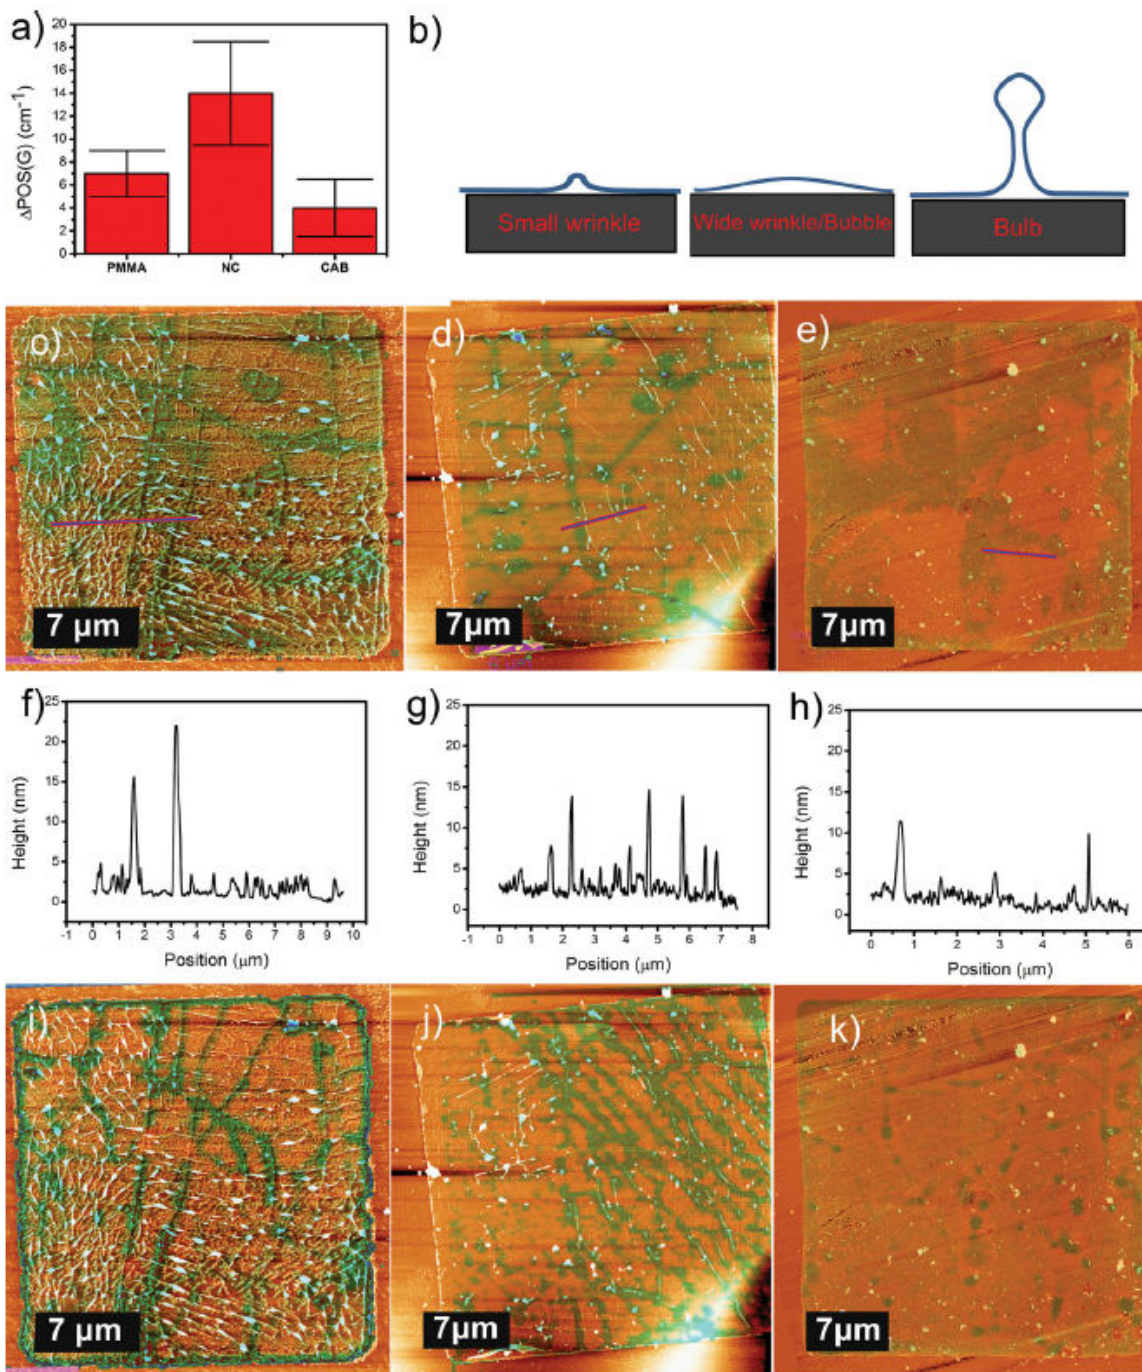 a)
20
18
16
14
12
10
8
6
4
2
0
ΔPOS(G) (cm⁻¹)
PMMA NC CAB
b)
Small wrinkle
Wide wrinkle/Bubble
Bulb
c)
7 µm
d)
7µm
e)
7µm
f)
25
20
15
10
5
0
Height (nm)
-1 0 1 2 3 4 5 6 7 8 9 10
Position (µm)
g)
25
20
15
10
5
0
Height (nm)
-1 0 1 2 3 4 5 6 7 8
Position (µm)
h)
25
20
15
10
5
0
Height (nm)
0 1 2 3 4 5 6
Position (µm)
i)
7 µm
j)
7µm
k)
7µm